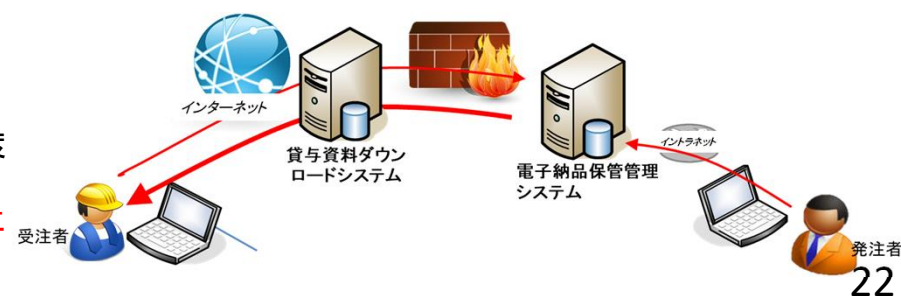 インターネット
貸与資料ダウン
ロードシステム
電子納品保管管理
システム
イントラネット
度
受注者
発注者
22